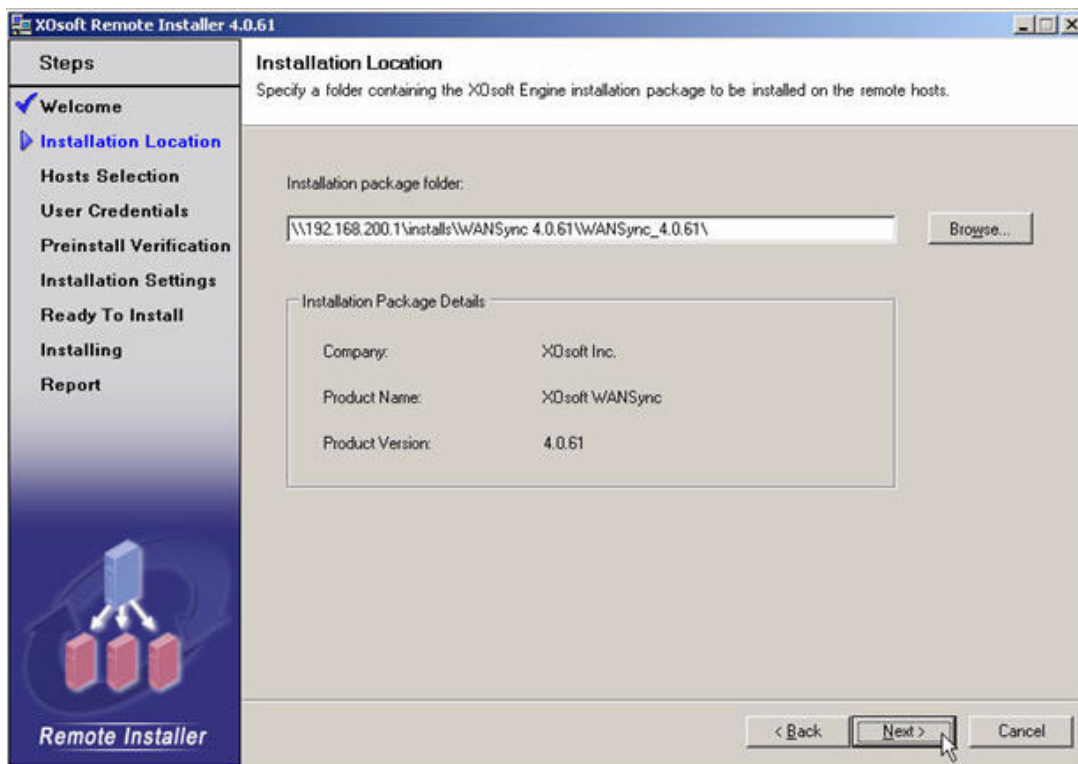 XOsoft Remote Installer 4.0.61
Steps
Welcome
Installation Location
Hosts Selection
User Credentials
Preinstall Verification
Installation Settings
Ready To Install
Installing
Report
Remote Installer
Installation Location
Specify a folder containing the XOsoft Engine installation package to be installed on the remote hosts.
Installation package folder:
\\192.168.200.1\installs\WANSync 4.0.61\WANSync_4.0.61\
Browse...
Installation Package Details
Company: XOsoft Inc.
Product Name: XOsoft WANSync
Product Version: 4.0.61
< Back Next > Cancel